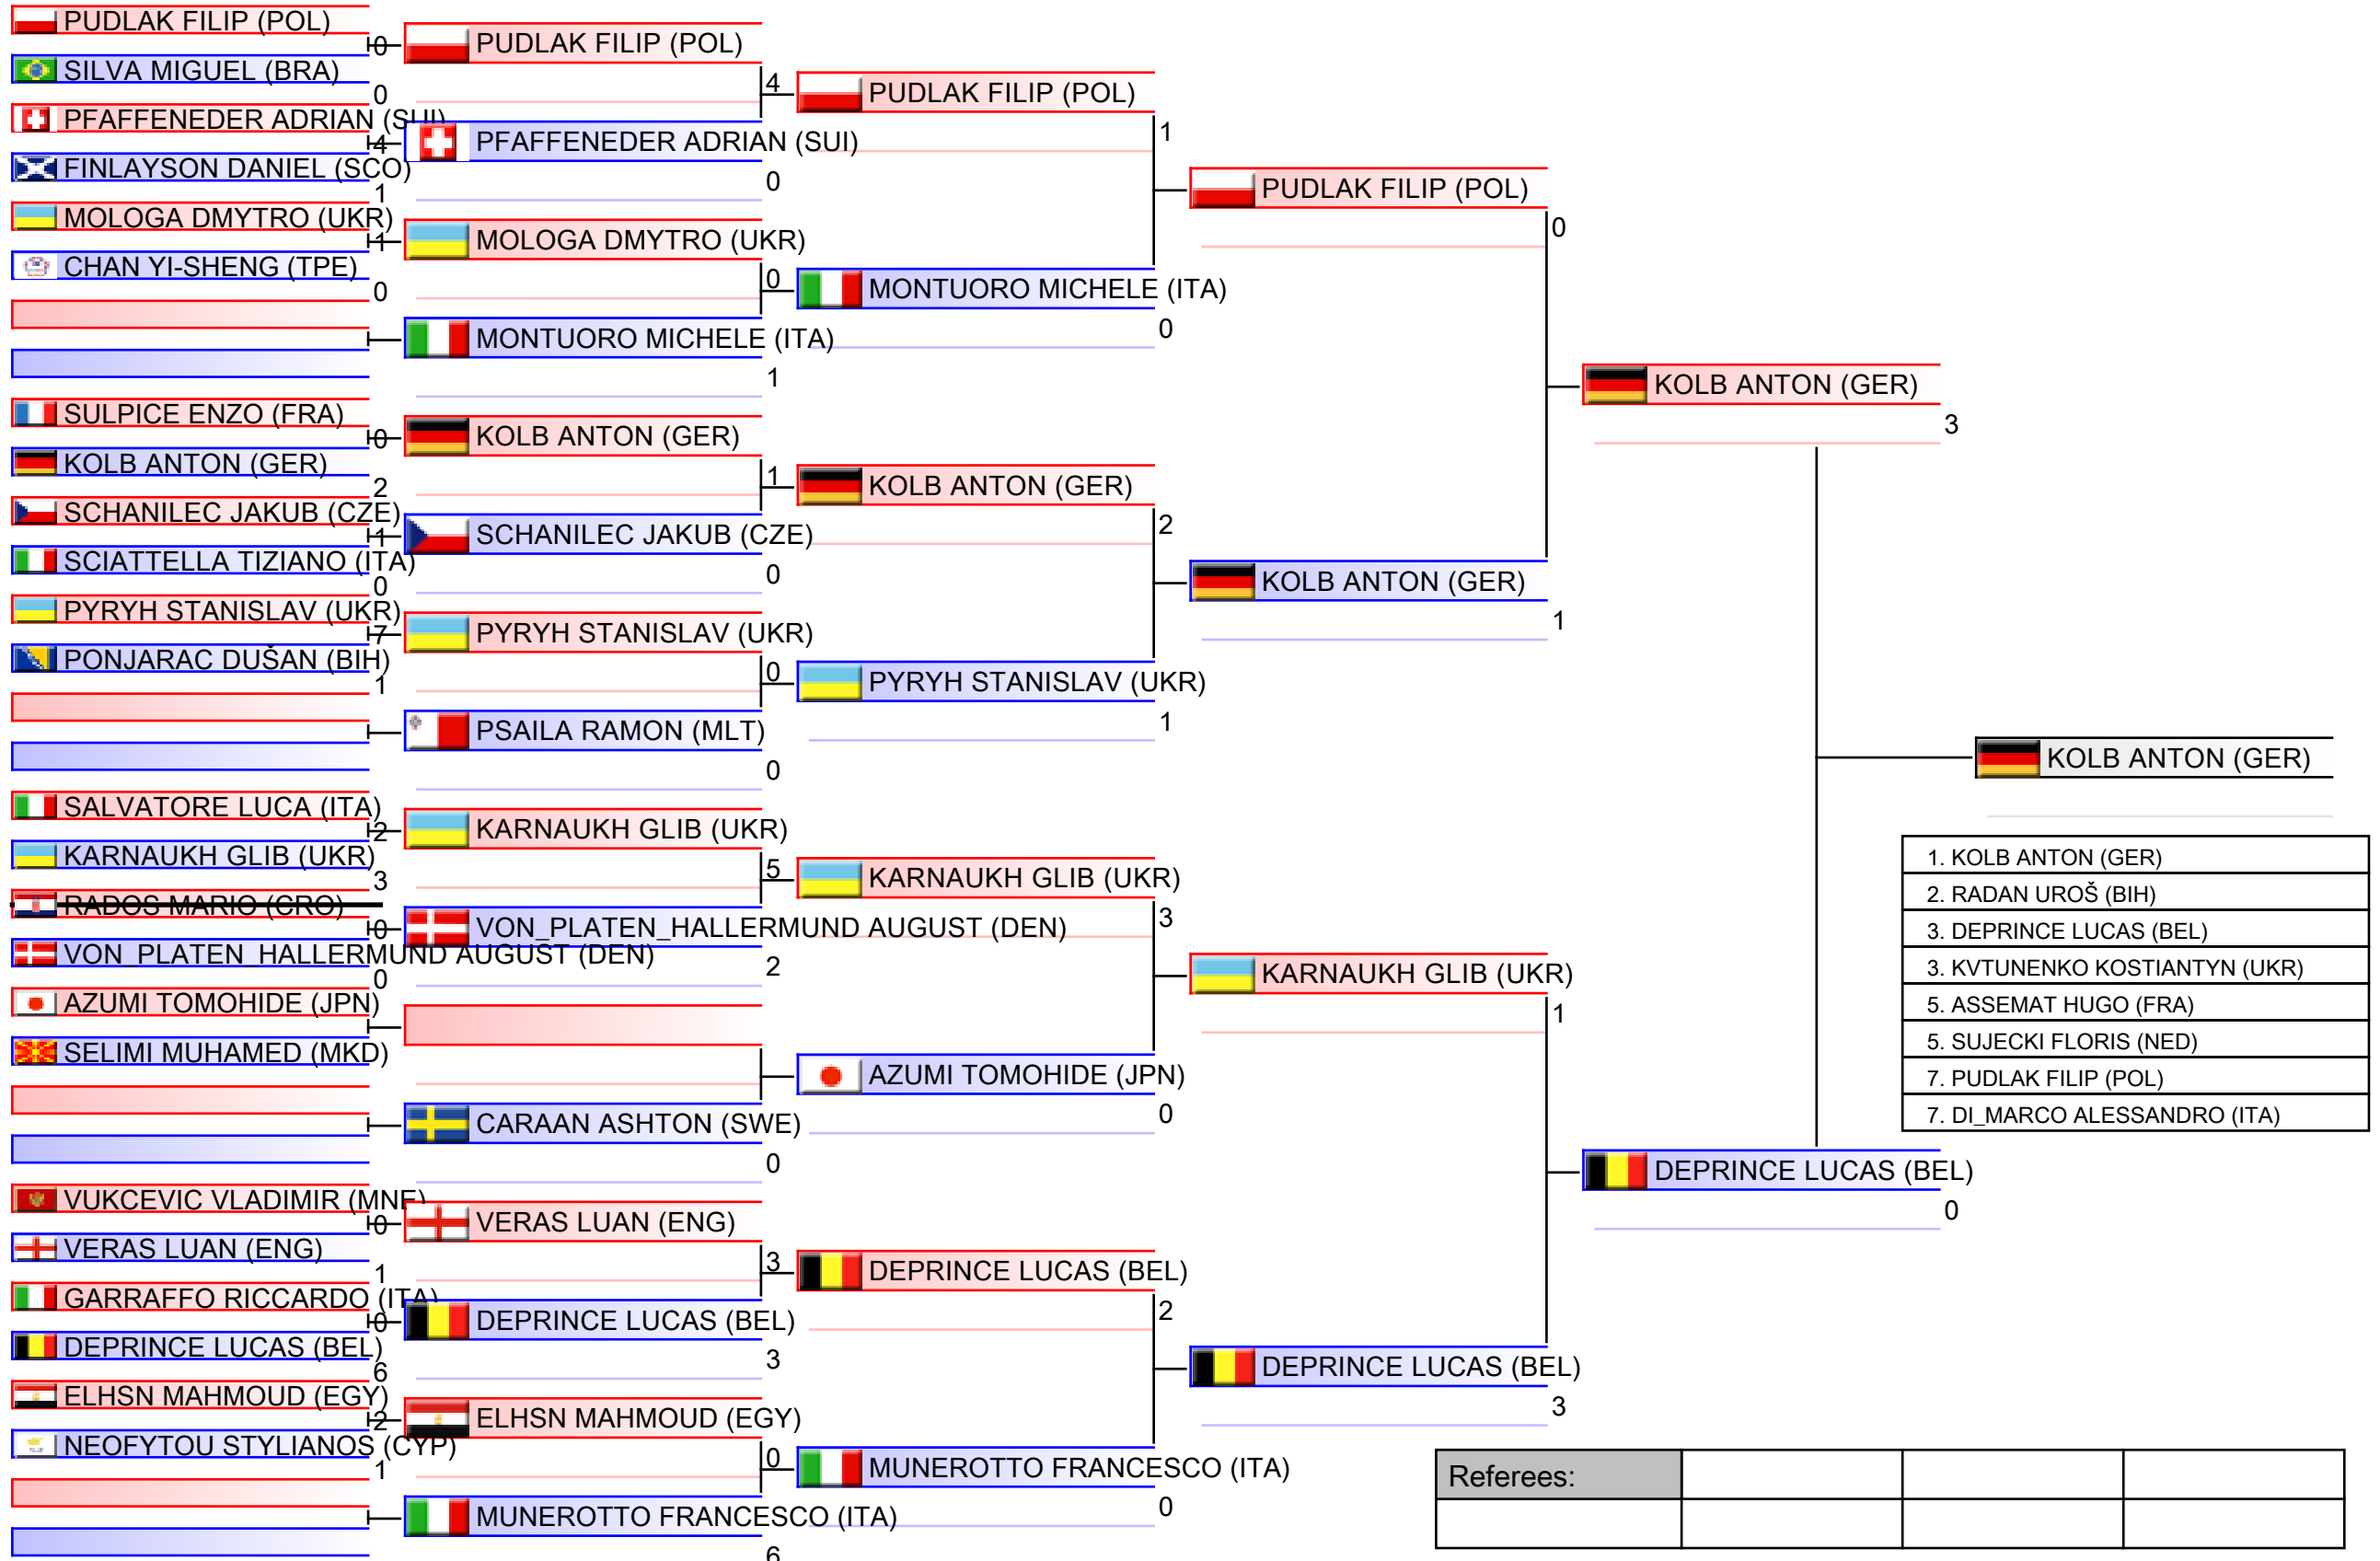 PUDLAK FILIP (POL)
0
SILVA MIGUEL (BRA)
0
PFAFFENEDER ADRIAN (SUI)
4
FINLAYSON DANIEL (SCO)
1
MOLOGA DMYTRO (UKR)
1
CHAN YI-SHENG (TPE)
0
SULPICE ENZO (FRA)
0
KOLB ANTON (GER)
2
SCHANILEC JAKUB (CZE)
1
SCIATTELLA TIZIANO (ITA)
0
PYRYH STANISLAV (UKR)
7
PONJARAC DUŠAN (BIH)
1
SALVATORE LUCA (ITA)
2
KARNAUKH GLIB (UKR)
3
RADOS MARIO (CRO)
0
VON_PLATEN_HALLERMUND AUGUST (DEN)
0
AZUMI TOMOHIDE (JPN)
SELIMI MUHAMED (MKD)
VUKCEVIC VLADIMIR (MNE)
0
VERAS LUAN (ENG)
1
GARRAFFO RICCARDO (ITA)
0
DEPRINCE LUCAS (BEL)
6
ELHSN MAHMOUD (EGY)
2
NEOFYTOU STYLIANOS (CYP)
1
PUDLAK FILIP (POL)
4
PFAFFENEDER ADRIAN (SUI)
0
MOLOGA DMYTRO (UKR)
0
MONTUORO MICHELE (ITA)
1
KOLB ANTON (GER)
1
SCHANILEC JAKUB (CZE)
0
PYRYH STANISLAV (UKR)
0
PSAILA RAMON (MLT)
0
KARNAUKH GLIB (UKR)
5
VON_PLATEN_HALLERMUND AUGUST (DEN)
2
CARAAN ASHTON (SWE)
0
VERAS LUAN (ENG)
3
DEPRINCE LUCAS (BEL)
3
ELHSN MAHMOUD (EGY)
0
MUNEROTTO FRANCESCO (ITA)
6
PUDLAK FILIP (POL)
1
MONTUORO MICHELE (ITA)
0
KOLB ANTON (GER)
2
PYRYH STANISLAV (UKR)
1
KARNAUKH GLIB (UKR)
3
AZUMI TOMOHIDE (JPN)
0
DEPRINCE LUCAS (BEL)
2
MUNEROTTO FRANCESCO (ITA)
0
PUDLAK FILIP (POL)
0
KOLB ANTON (GER)
1
KARNAUKH GLIB (UKR)
1
DEPRINCE LUCAS (BEL)
3
KOLB ANTON (GER)
3
DEPRINCE LUCAS (BEL)
0
KOLB ANTON (GER)
1. KOLB ANTON (GER)
2. RADAN UROŠ (BIH)
3. DEPRINCE LUCAS (BEL)
3. KVTUNENKO KOSTIANTYN (UKR)
5. ASSEMAT HUGO (FRA)
5. SUJECKI FLORIS (NED)
7. PUDLAK FILIP (POL)
7. DI_MARCO ALESSANDRO (ITA)
Referees: